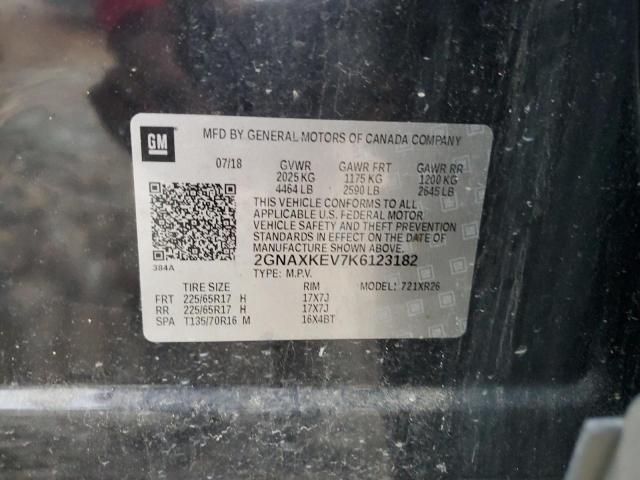 GM MFD BY GENERAL MOTORS OF CANADA COMPANY
07/18 GVWR GAWR FRT GAWR RR
2025 KG 1175 KG 1200 KG
4464 LB 2590 LB 2645 LB
THIS VEHICLE CONFORMS TO ALL
APPLICABLE U.S. FEDERAL MOTOR
VEHICLE SAFETY AND THEFT PREVENTION
STANDARDS IN EFFECT ON THE DATE OF
MANUFACTURE SHOWN ABOVE.
2GNAXKEV7K6123182
384A TYPE: M.P.V.
TIRE SIZE RIM MODEL: 721XR26
FRT 225/65R17 H 17X7J
RR 225/65R17 H 17X7J
SPA T135/70R16 M 16X4BT